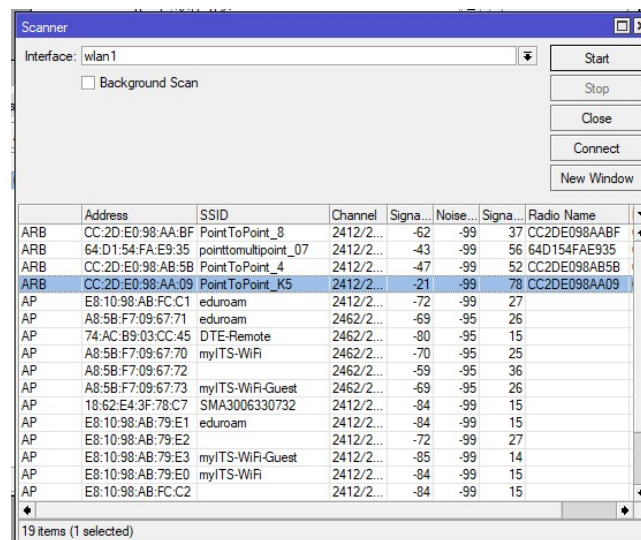 Scanner
Interface: wlan1
Background Scan
Start
Stop
Close
Connect
New Window
Address SSID Channel Signa... Noise... Signa... Radio Name
ARB CC:2D:E0:98:AA:BF PointToPoint_8 2412/2... -62 -99 37 CC2DE098AABF
ARB 64:D1:54:FA:E9:35 pointtomultipoint_07 2412/2... -43 -99 56 64D154FAE935
ARB CC:2D:E0:98:AB:5B PointToPoint_4 2412/2... -47 -99 52 CC2DE098AB5B
ARB CC:2D:E0:98:AA:09 PointToPoint_K5 2412/2... -21 -99 78 CC2DE098AA09
AP E8:10:98:AB:FC:C1 eduroam 2412/2... -72 -99 27
AP A8:5B:F7:09:67:71 eduroam 2462/2... -69 -95 26
AP 74:AC:B9:03:CC:45 DTE-Remote 2462/2... -80 -95 15
AP A8:5B:F7:09:67:70 myITS-WiFi 2462/2... -70 -95 25
AP A8:5B:F7:09:67:72 2462/2... -59 -95 36
AP A8:5B:F7:09:67:73 myITS-WiFi-Guest 2462/2... -69 -95 26
AP 18:62:E4:3F:78:C7 SMA3006330732 2412/2... -84 -99 15
AP E8:10:98:AB:79:E1 eduroam 2412/2... -84 -99 15
AP E8:10:98:AB:79:E2 2412/2... -72 -99 27
AP E8:10:98:AB:79:E3 myITS-WiFi-Guest 2412/2... -85 -99 14
AP E8:10:98:AB:79:E0 myITS-WiFi 2412/2... -84 -99 15
AP E8:10:98:AB:FC:C2 2412/2... -84 -99 15
19 items (1 selected)